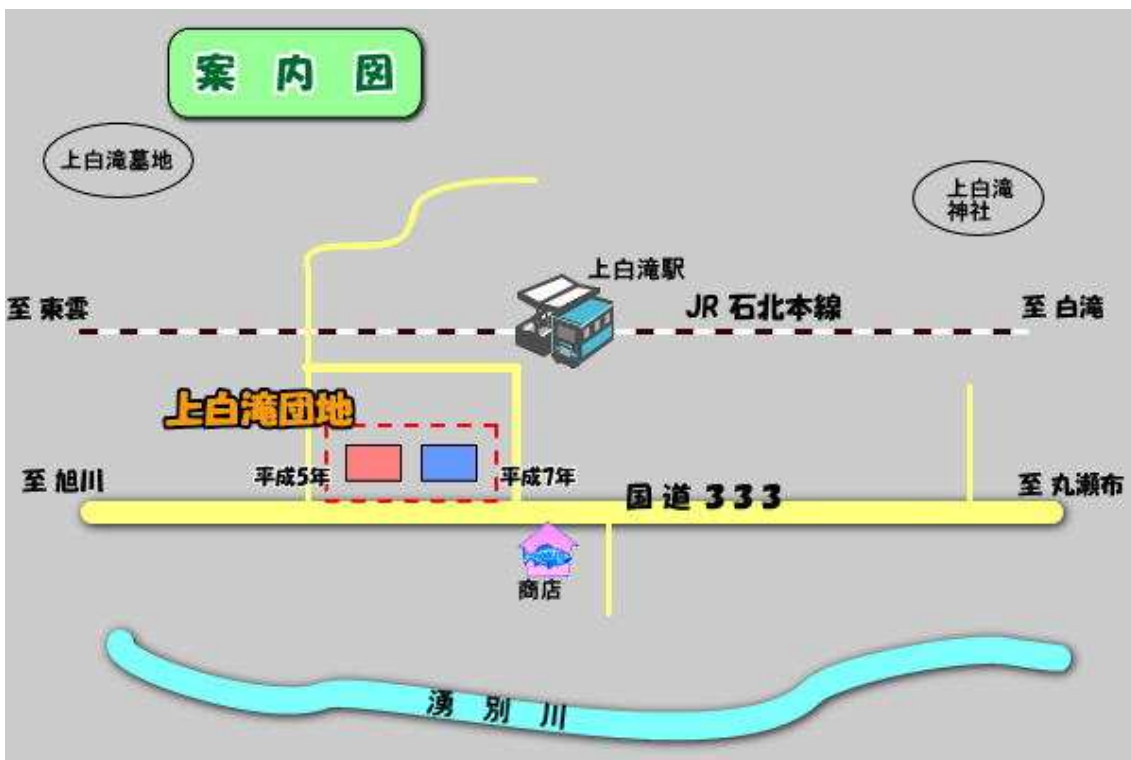 案 内 図
上白滝墓地
上白滝
神社
上白滝駅
至 東雲
JR 石北本線
至 白滝
上白滝団地
平成5年
平成7年
至 旭川
国 道 3 3 3
至 丸瀬布
商店
湧 別 川